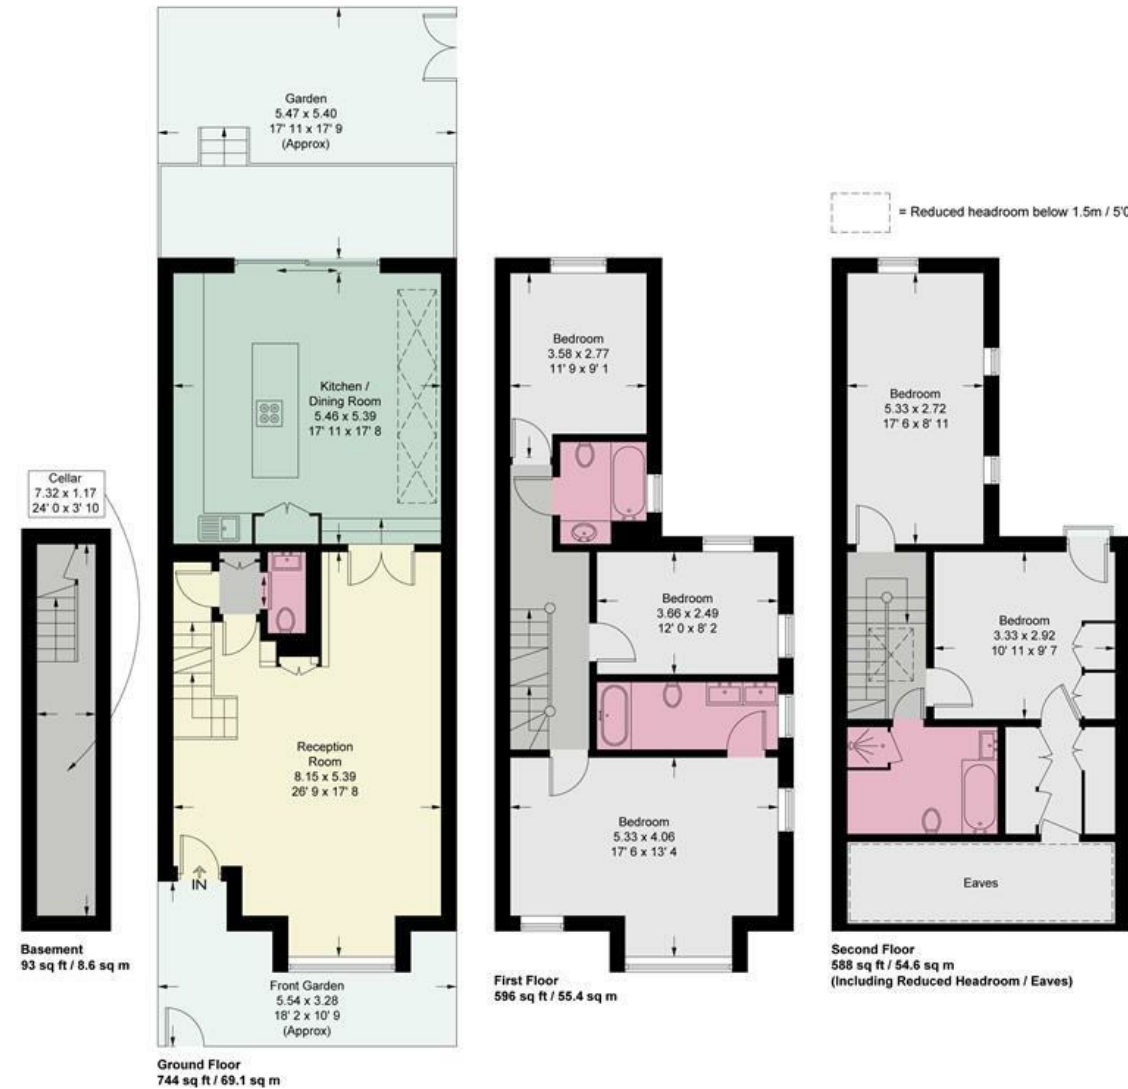 Garden
5.47 x 5.40
17' 11 x 17' 9
(Approx)
= Reduced headroom below 1.5m / 5'0
Kitchen /
Dining Room
5.46 x 5.39
17' 11 x 17' 8
Bedroom
3.58 x 2.77
11' 9 x 9' 1
Bedroom
5.33 x 2.72
17' 6 x 8' 11
Cellar
7.32 x 1.17
24' 0 x 3' 10
Bedroom
3.66 x 2.49
12' 0 x 8' 2
Bedroom
3.33 x 2.92
10' 11 x 9' 7
Reception
Room
8.15 x 5.39
26' 9 x 17' 8
Bedroom
5.33 x 4.06
17' 6 x 13' 4
IN
Eaves
Basement
93 sq ft / 8.6 sq m
Front Garden
5.54 x 3.28
18' 2 x 10' 9
(Approx)
First Floor
596 sq ft / 55.4 sq m
Second Floor
588 sq ft / 54.6 sq m
(Including Reduced Headroom / Eaves)
Ground Floor
744 sq ft / 69.1 sq m